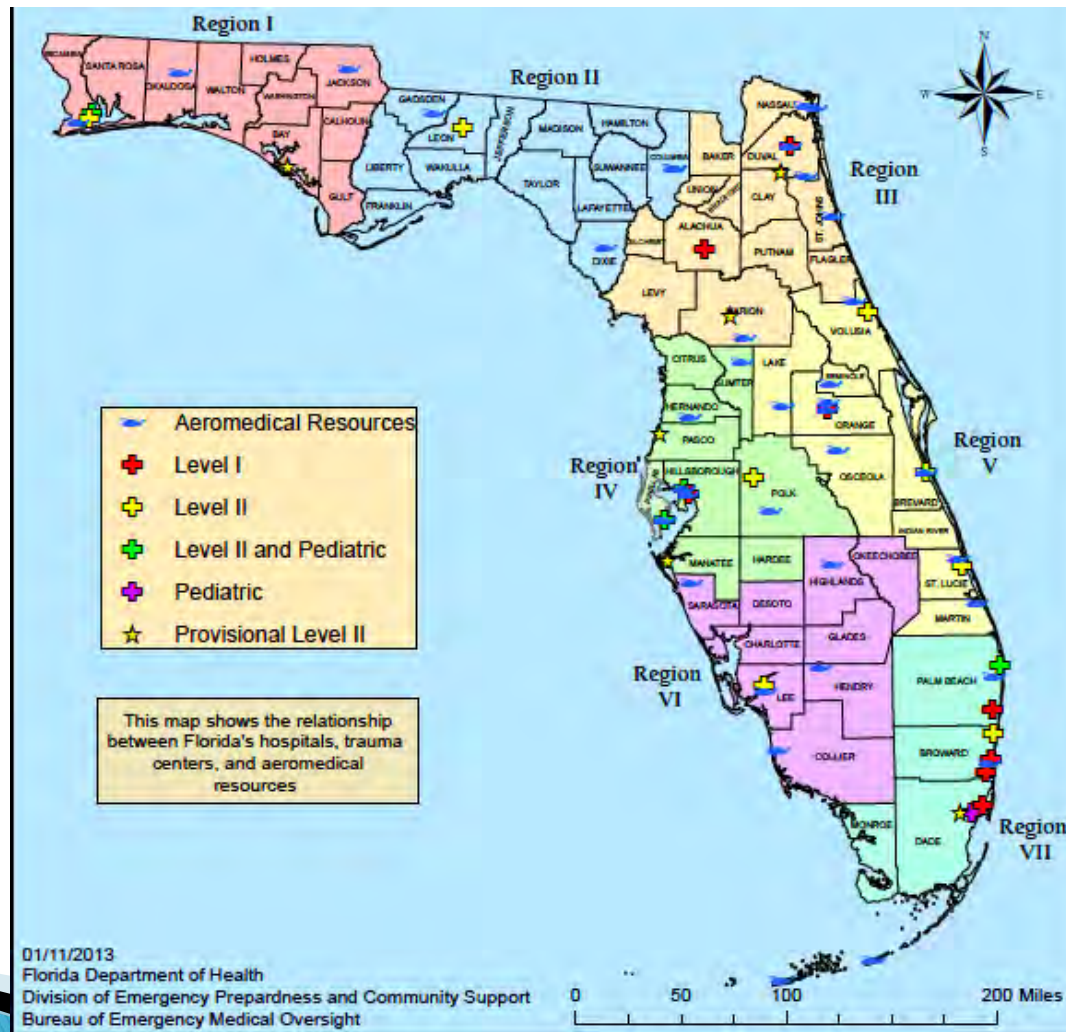 Region I
ESCAMBIA
SANTA ROSA
OKALOOSA
WALTON
HOLMES
WASHINGTON
JACKSON
BAY
CALHOUN
GULT
Region II
GADSDEN
LEON
LIBERTY
WAKULLA
FRANKLIN
JEFFERSON
MADISON
HAMILTON
TAYLOR
SUWANNEE
LAFAYETTE
COLUMBIA
DIXIE
N
W
E
S
NASSAU
BAKER
DUVAL
UNION
CLAY
ST. JOHNS
Region
III
ALACHUA
PUTNAM
FLAGLER
LEVY
MARION
VOLUSIA
CITRUS
SUMTER
LAKE
SEMINOLE
HERNANDO
ORANGE
PASCO
Region
IV
HILLSBOROUGH
POLK
OSCEOLA
BREVARD
Region
V
INDIAN RIVER
MANATEE
HARDEE
OKEECHOBEE
HIGHLANDS
ST. LUCIE
SARASOTA
DESOTO
MARTIN
CHARLOTTE
GLADES
Region
VI
LEE
HENDRY
PALM BEACH
COLLIER
BROWARD
MONROE
DADE
Region
VII
Aeromedical Resources
Level I
Level II
Level II and Pediatric
Pediatric
Provisional Level II
This map shows the relationship
between Florida's hospitals, trauma
centers, and aeromedical
resources
01/11/2013
Florida Department of Health
Division of Emergency Prepardness and Community Support
Bureau of Emergency Medical Oversight
0 50 100 200 Miles